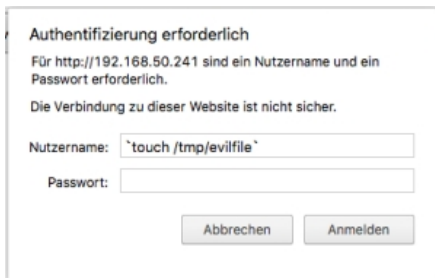 Authentifizierung erforderlich
Für http://192.168.50.241 sind ein Nutzername und ein
Passwort erforderlich.
Die Verbindung zu dieser Website ist nicht sicher.
Nutzername: `touch /tmp/evilfile`
Passwort:
Abbrechen Anmelden